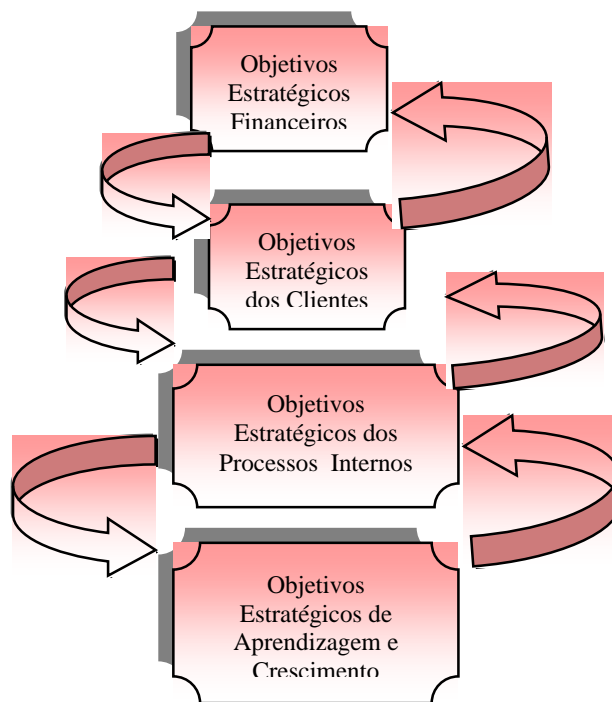 Objetivos
Estratégicos
Financeiros
Objetivos
Estratégicos
dos Clientes
Objetivos
Estratégicos dos
Processos Internos
Objetivos
Estratégicos de
Aprendizagem e
Crescimento